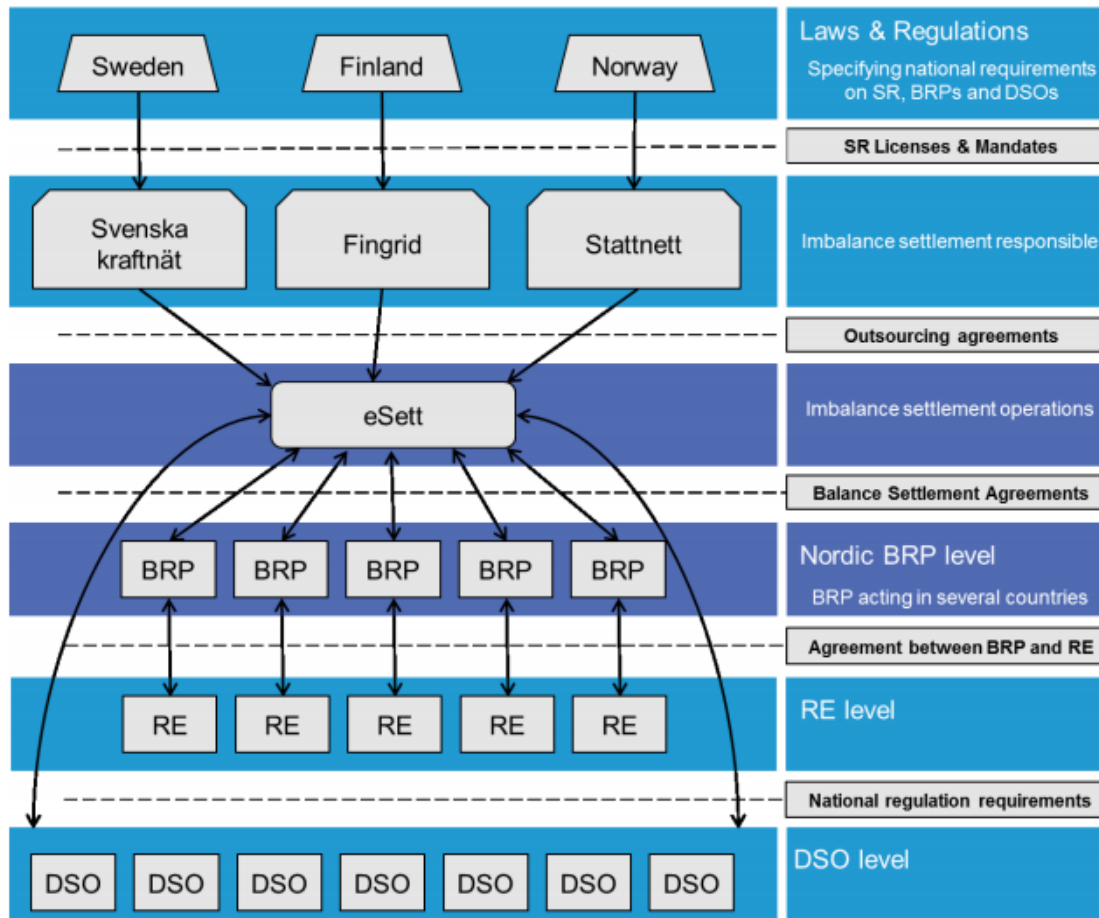 Sweden
Finland
Norway
Laws & Regulations
Specifying national requirements
on SR, BRPs and DSOs
SR Licenses & Mandates
Svenska
kraftnät
Fingrid
Stattnett
Imbalance settlement responsible
Outsourcing agreements
eSett
Imbalance settlement operations
Balance Settlement Agreements
BRP
BRP
BRP
BRP
BRP
Nordic BRP level
BRP acting in several countries
Agreement between BRP and RE
RE
RE
RE
RE
RE
RE level
National regulation requirements
DSO
DSO
DSO
DSO
DSO
DSO
DSO
DSO level